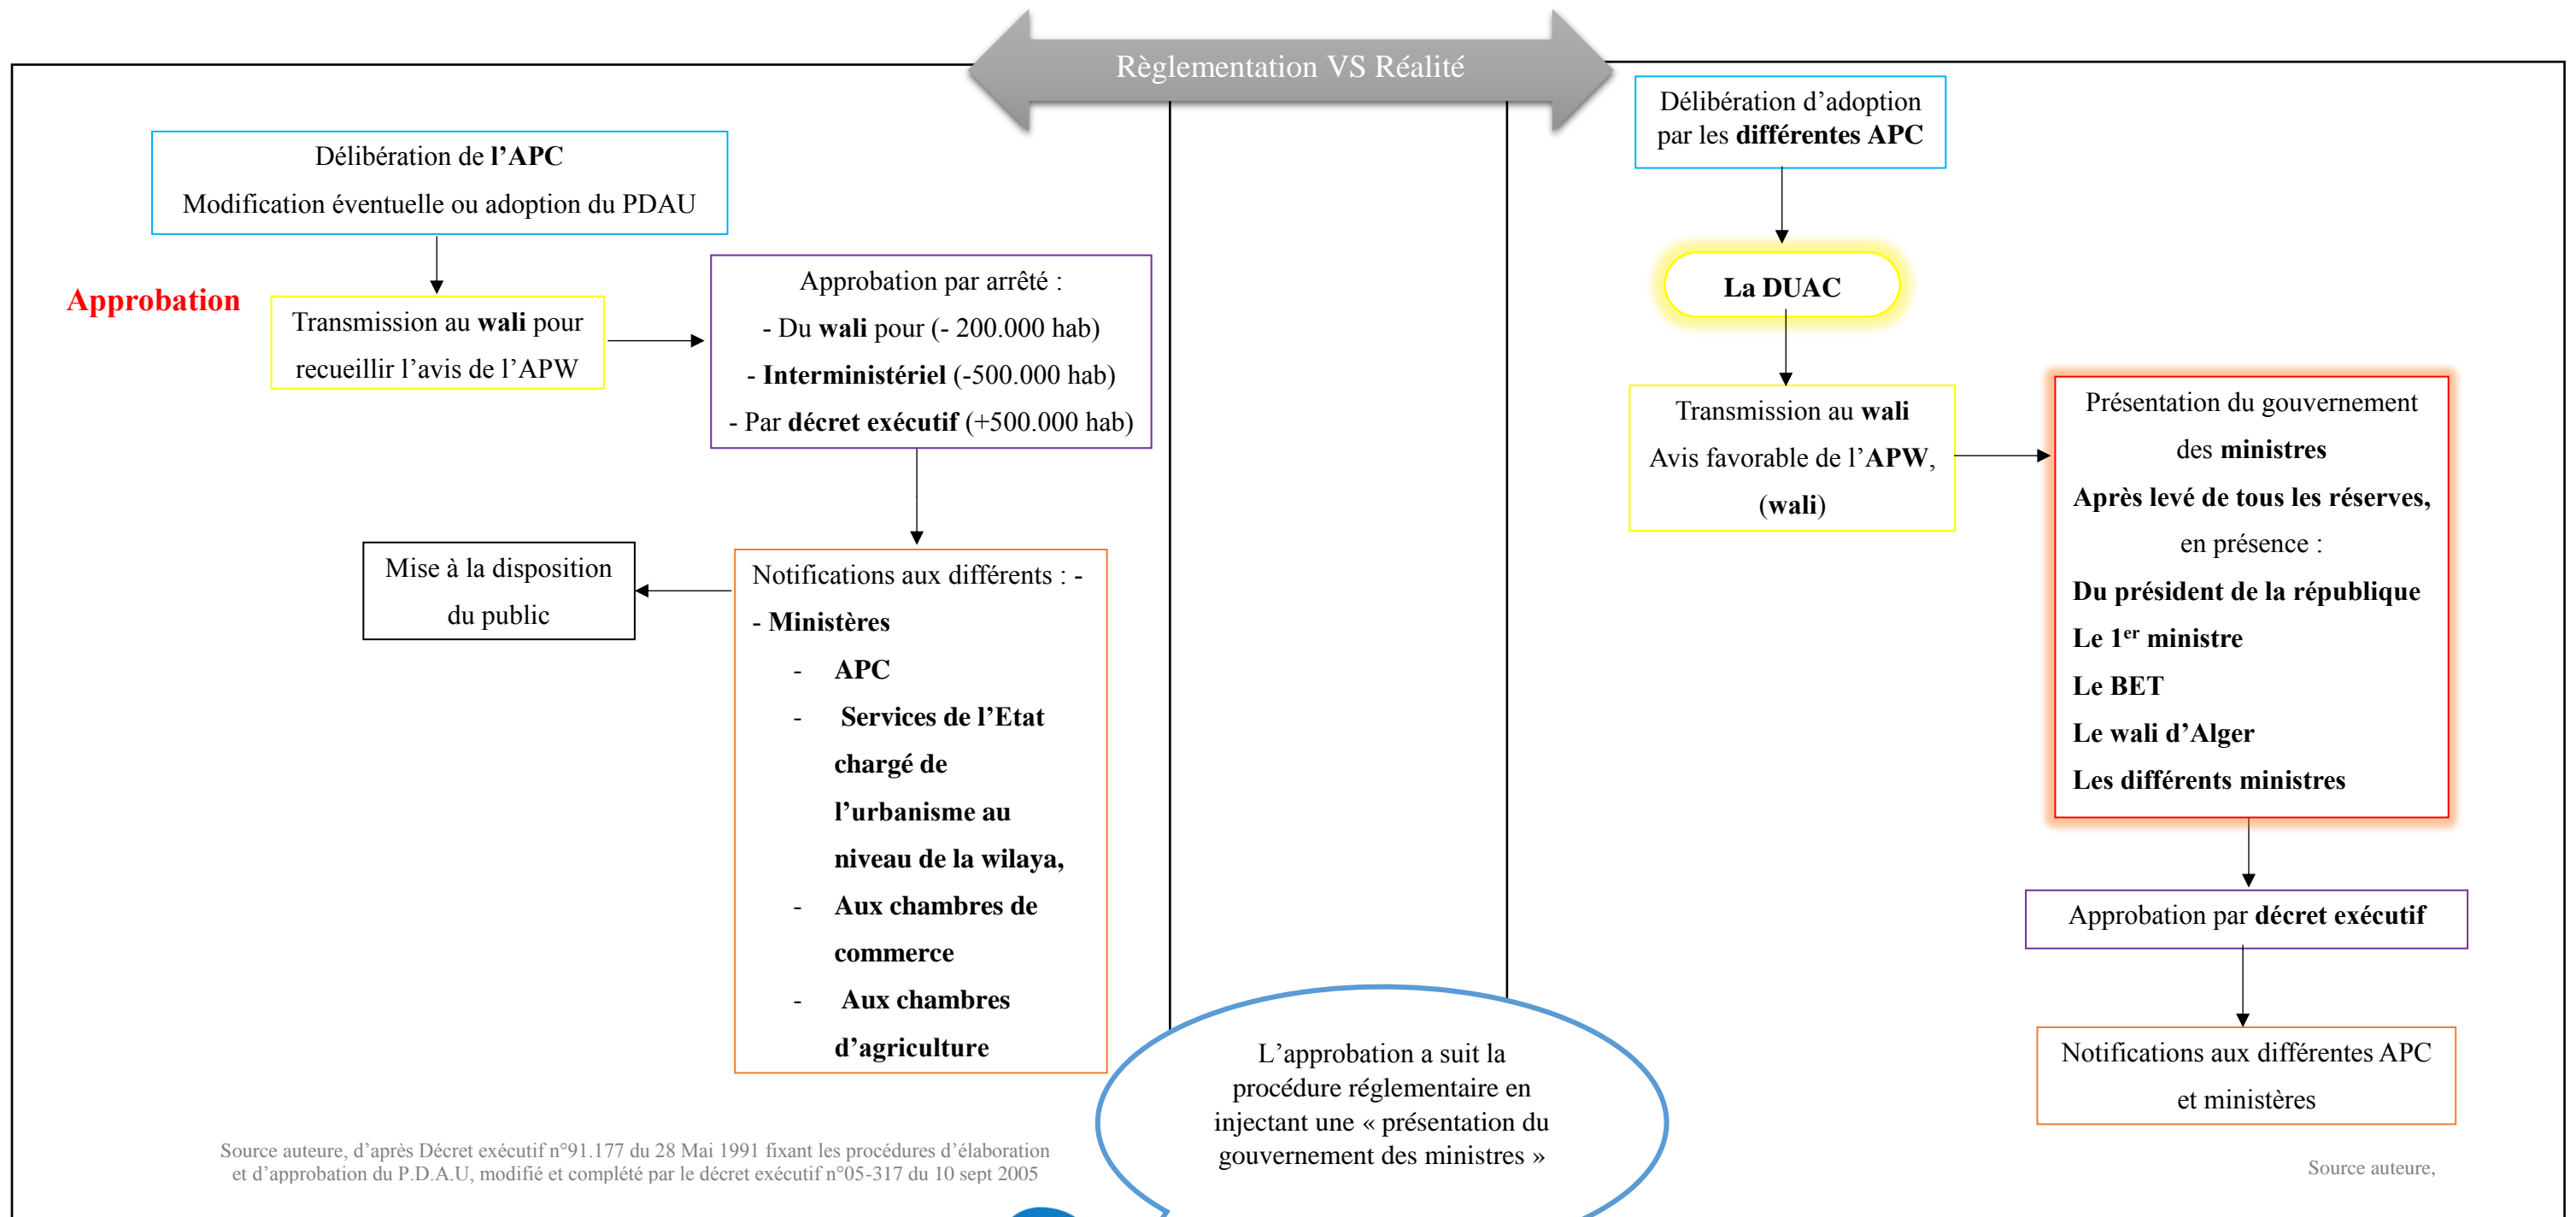 Règlementation VS Réalité
Délibération de l’APC
Modification éventuelle ou adoption du PDAU
Approbation
Transmission au wali pour
recueillir l’avis de l’APW
Approbation par arrêté :
- Du wali pour (- 200.000 hab)
- Interministériel (-500.000 hab)
- Par décret exécutif (+500.000 hab)
Mise à la disposition
du public
Notifications aux différents : -
- Ministères
- APC
- Services de l’Etat
chargé de
l’urbanisme au
niveau de la wilaya,
- Aux chambres de
commerce
- Aux chambres
d’agriculture
Source auteure, d’après Décret exécutif n°91.177 du 28 Mai 1991 fixant les procédures d’élaboration
et d’approbation du P.D.A.U, modifié et complété par le décret exécutif n°05-317 du 10 sept 2005
L’approbation a suit la
procédure réglementaire en
injectant une « présentation du
gouvernement des ministres »
Délibération d’adoption
par les différentes APC
La DUAC
Transmission au wali
Avis favorable de l’APW,
(wali)
Présentation du gouvernement
des ministres
Après levé de tous les réserves,
en présence :
Du président de la république
Le 1er ministre
Le BET
Le wali d’Alger
Les différents ministres
Approbation par décret exécutif
Notifications aux différentes APC
et ministères
Source auteure,